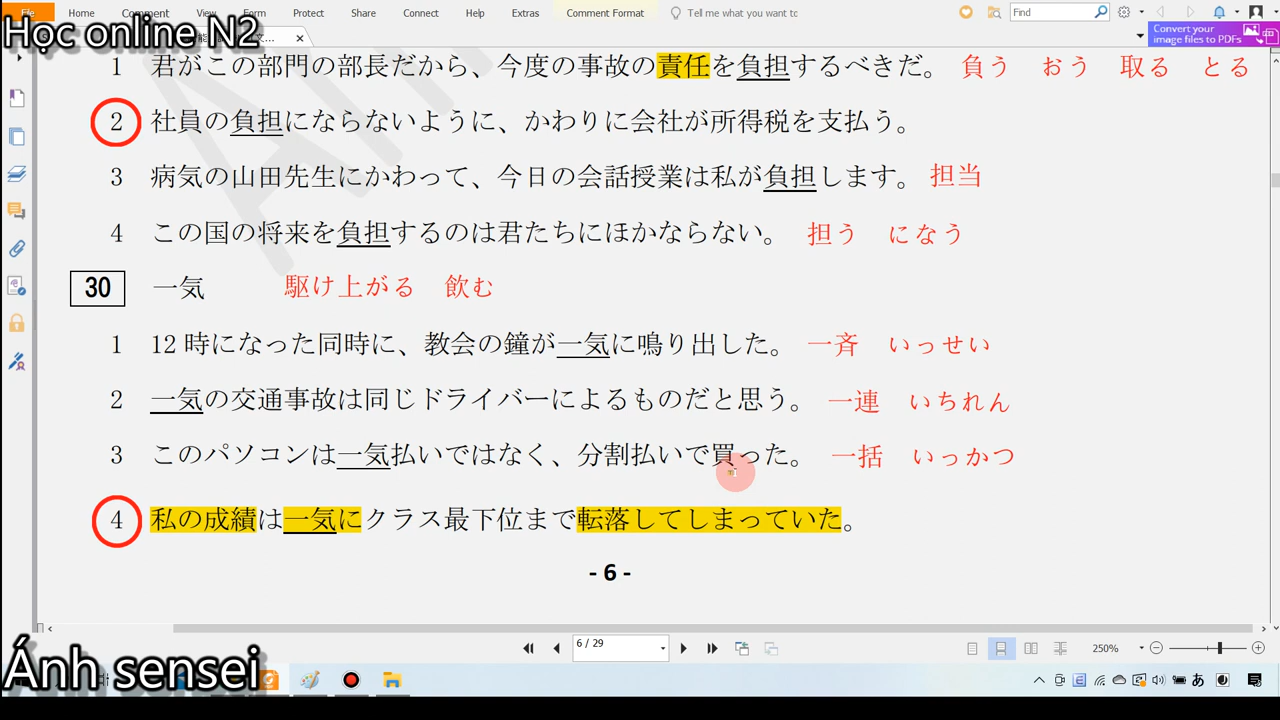 File Home Comment View Form Protect Share Connect Help Extras Comment Format Tell me what you want to Find
Học online N2
Convert your
image files to PDFs
1 君がこの部門の部長だから、今度の事故の責任を負担するべきだ。 負う おう 取る とる
2 社員の負担にならないように、かわりに会社が所得税を支払う。
3 病気の山田先生にかわって、今日の会話授業は私が負担します。 担当
4 この国の将来を負担するのは君たちにほかならない。 担う になう
30 一気 駆け上がる 飲む
1 12時になった同時に、教会の鐘が一気に鳴り出した。 一斉 いっせい
2 一気の交通事故は同じドライバーによるものだと思う。 一連 いちれん
3 このパソコンは一気払いではなく、分割払いで買った。 一括 いっかつ
4 私の成績は一気にクラス最下位まで転落してしまっていた。
- 6 -
6 / 29
250%
Ánh sensei
あ